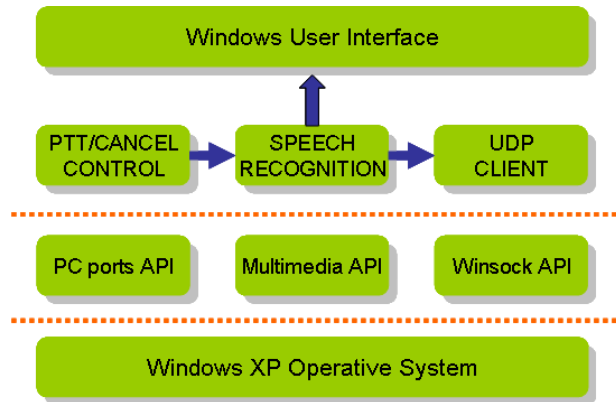 Windows User Interface
PTT/CANCEL
CONTROL
SPEECH
RECOGNITION
UDP
CLIENT
PC ports API
Multimedia API
Winsock API
Windows XP Operative System